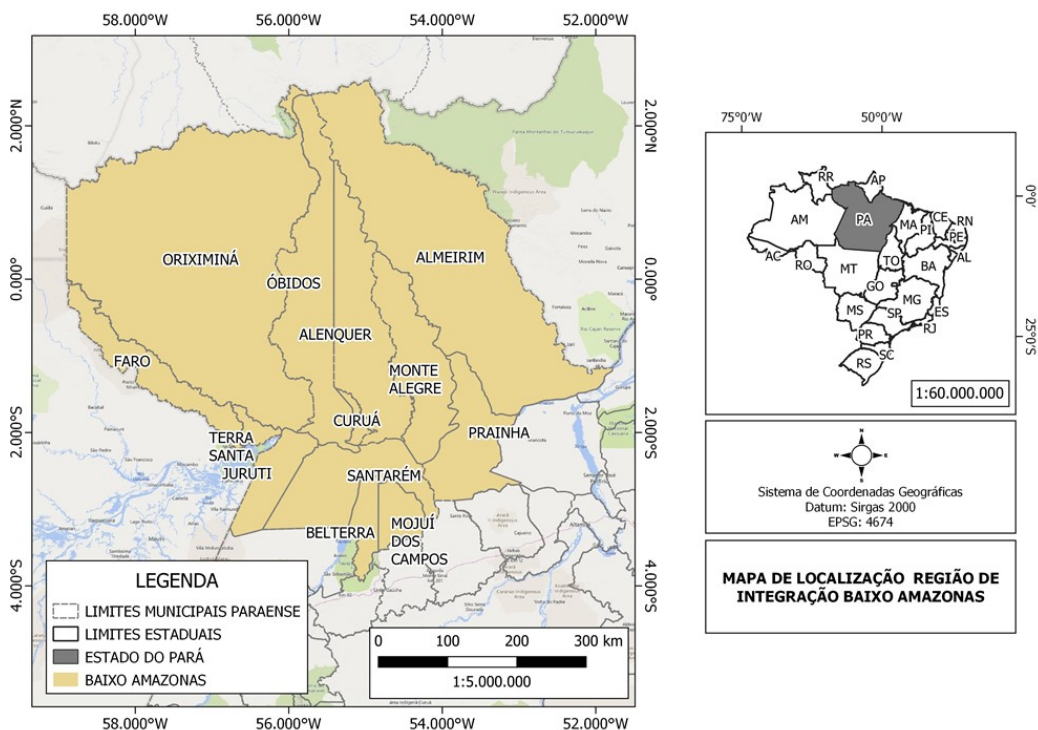 58.000°W 56.000°W 54.000°W 52.000°W
2.000°N
0.000°
2.000°S
4.000°S
2.000°N
0.000°
2.000°S
4.000°S
ORIXIMINÁ
ÓBIDOS
ALENQUER
ALMEIRIM
FARO
MONTE
ALEGRE
CURUÁ
PRAINHA
TERRA
SANTA
JURUTI
SANTARÉM
BELTERRA
MOJUÍ
DOS
CAMPOS
LEGENDA
LIMITES MUNICIPAIS PARAENSE
LIMITES ESTADUAIS
ESTADO DO PARÁ
BAIXO AMAZONAS
0 100 200 300 km
1:5.000.000
58.000°W 56.000°W 54.000°W 52.000°W
75°0'W 50°0'W
0°0'
25°0'S
RR
AP
AM
PA
MA
CE
RN
PI
PE
AL
AC
RO
TO
MT
BA
GO
MG
MS
ES
SP
RJ
PR
SC
RS
1:60.000.000
N
W E
S
Sistema de Coordenadas Geográficas
Datum: Sirgas 2000
EPSG: 4674
MAPA DE LOCALIZAÇÃO REGIÃO DE
INTEGRAÇÃO BAIXO AMAZONAS